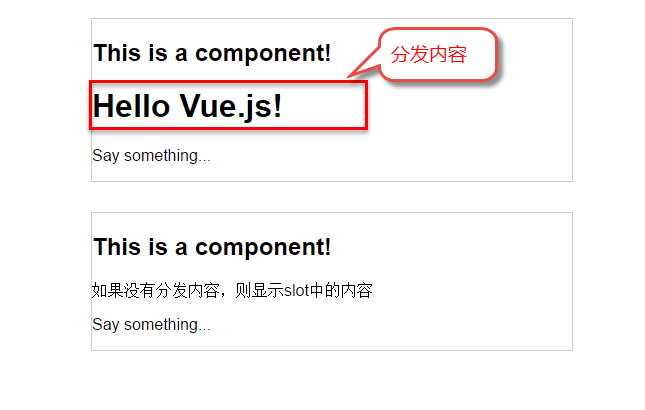 This is a component!
分发内容
Hello Vue.js!
Say something...
This is a component!
如果没有分发内容，则显示slot中的内容
Say something...